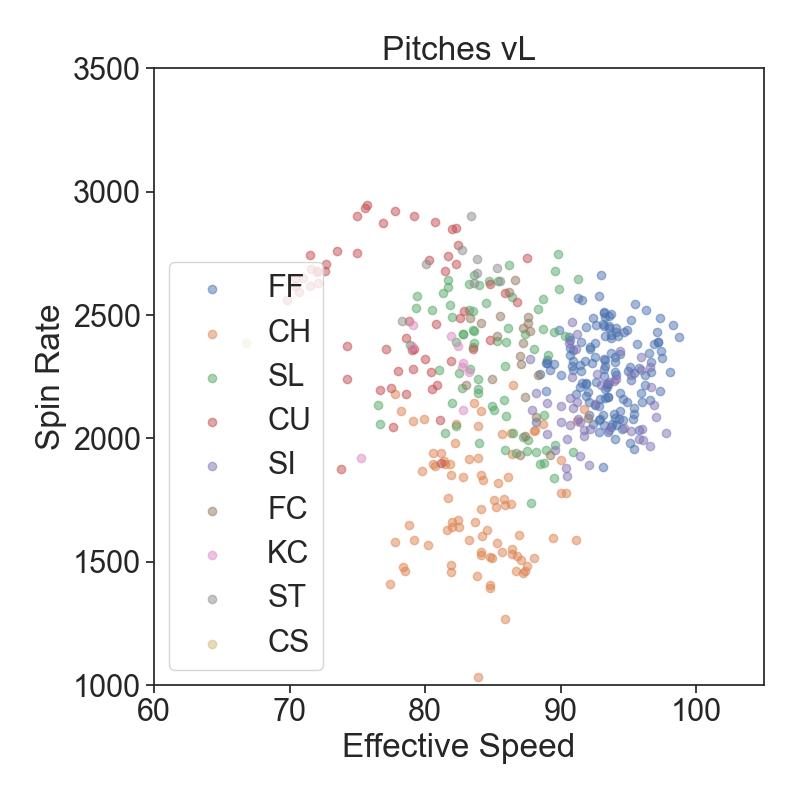 Pitches vL
3500
3000
2500
2000
1500
1000
Spin Rate
FF
CH
SL
CU
SI
FC
KC
ST
CS
60 70 80 90 100
Effective Speed